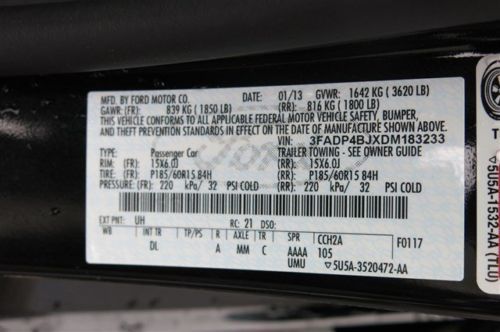 MFD. BY FORD MOTOR CO.
DATE: 01/13 GVWR: 1642 KG ( 3620 LB)
GAWR:(FR): 839 KG ( 1850 LB) (RR): 816 KG ( 1800 LB)
THIS VEHICLE CONFORMS TO ALL APPLICABLE FEDERAL MOTOR VEHICLE SAFETY, BUMPER,
AND THEFT PREVENTION STANDARDS IN EFFECT ON THE DATE OF MANUFACTURE SHOWN ABOVE.
VIN: 3FADP4BJXDM183233
TYPE: Passenger Car TRAILER TOWING - SEE OWNER GUIDE
RIM: (FR) 15X6.0J (RR): 15X6.0J
TIRE: (FR) P185/60R15 84H (RR): P185/60R15 84H
PRESSURE:(FR) 220 kPa/ 32 PSI COLD (RR): 220 kPa/ 32 PSI COLD
EXT PNT: UH RC: 21 DSO:
WB INT TR TP/PS R AXLE TR SPR CCH2A F0117
DL A MM C AAAA 105
UMU 5U5A-3520472-AA
3 FA
5U5A-1532-AA (TLU)